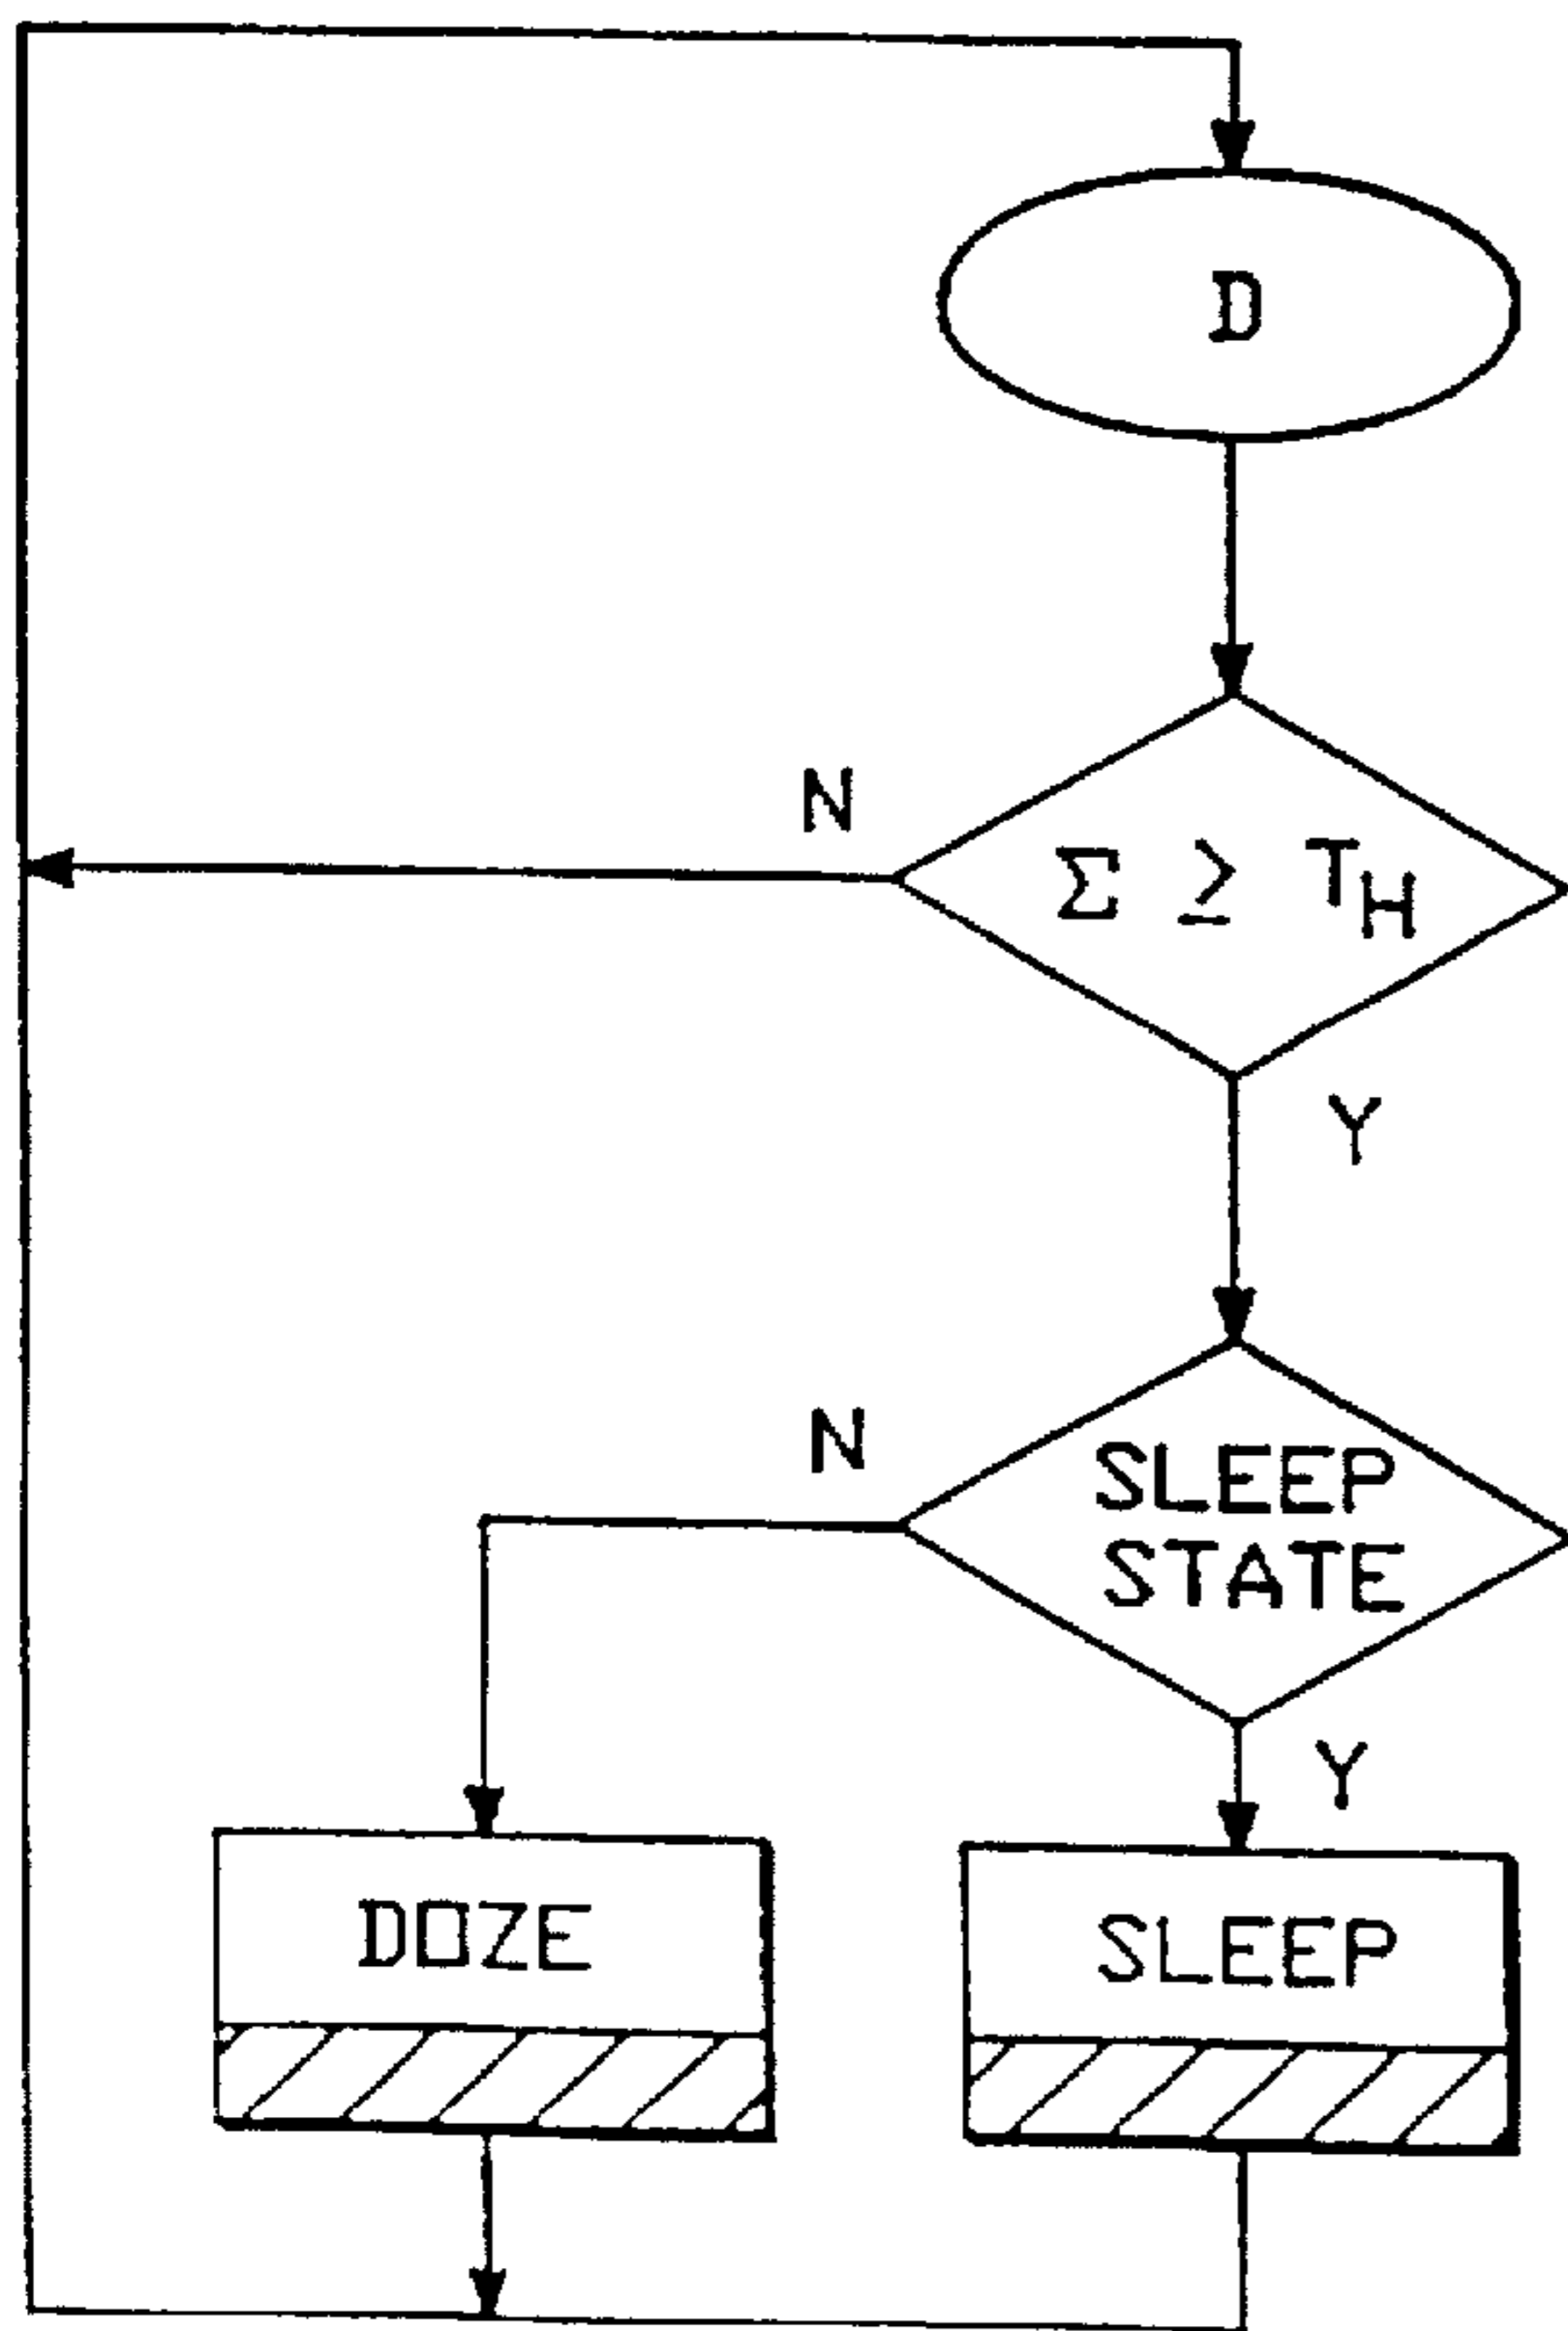 D
N
Σ ≥ TH
Y
N
SLEEP
STATE
Y
DOZE
SLEEP